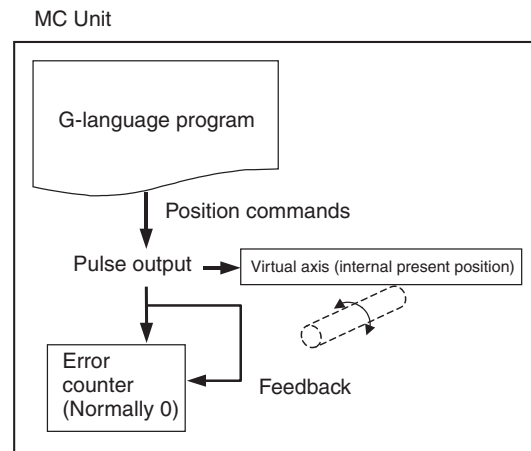 MC Unit
G-language program
Position commands
Pulse output
Virtual axis (internal present position)
Error
counter
(Normally 0)
Feedback